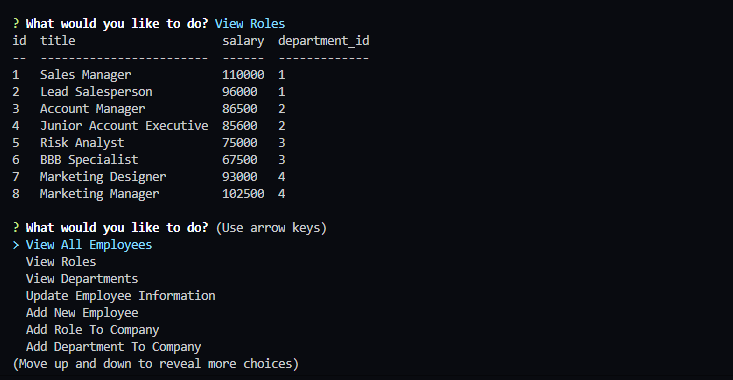 ? What would you like to do? View Roles
id  title                     salary  department_id
--  ------------------------  ------  -------------
1   Sales Manager             110000  1
2   Lead Salesperson          96000   1
3   Account Manager           86500   2
4   Junior Account Executive  85600   2
5   Risk Analyst              75000   3
6   BBB Specialist            67500   3
7   Marketing Designer        93000   4
8   Marketing Manager         102500  4
? What would you like to do? (Use arrow keys)
> View All Employees
  View Roles
  View Departments
  Update Employee Information
  Add New Employee
  Add Role To Company
  Add Department To Company
(Move up and down to reveal more choices)